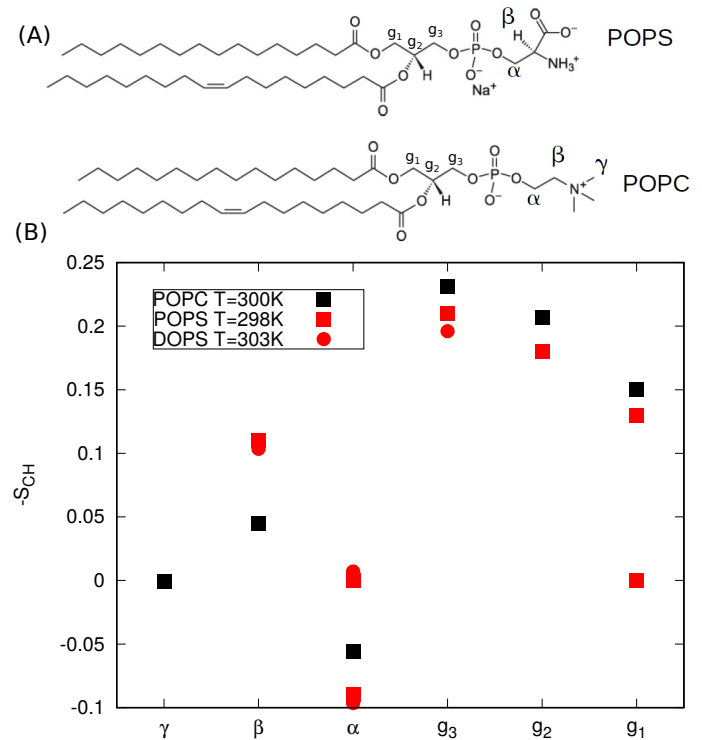 (A)
g₁ g₂ g₃
O
O
O
O
H
O
P
O
O⁻
Na⁺
O
α
β
H
O
O⁻
NH₃⁺
POPS
g₁ g₂ g₃
O
O
O
O
H
O
P
O
O⁻
O
α
β
γ
N⁺
POPC
(B)
0.25
0.2
0.15
0.1
0.05
0
-0.05
-0.1
-S_CH
POPC T=300K
POPS T=298K
DOPS T=303K
γ β α g₃ g₂ g₁